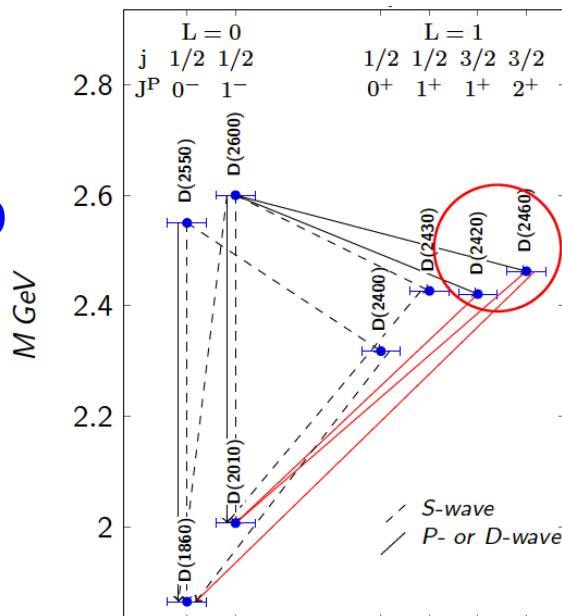 L = 0 L = 1
j 1/2 1/2 1/2 1/2 3/2 3/2
J^P 0⁻ 1⁻ 0⁺ 1⁺ 1⁺ 2⁺
2.8
2.6
2.4
2.2
2
M GeV
D(2550)
D(2600)
D(2400)
D(2430)
D(2420)
D(2460)
D(2010)
D(1860)
S-wave
P- or D-wave